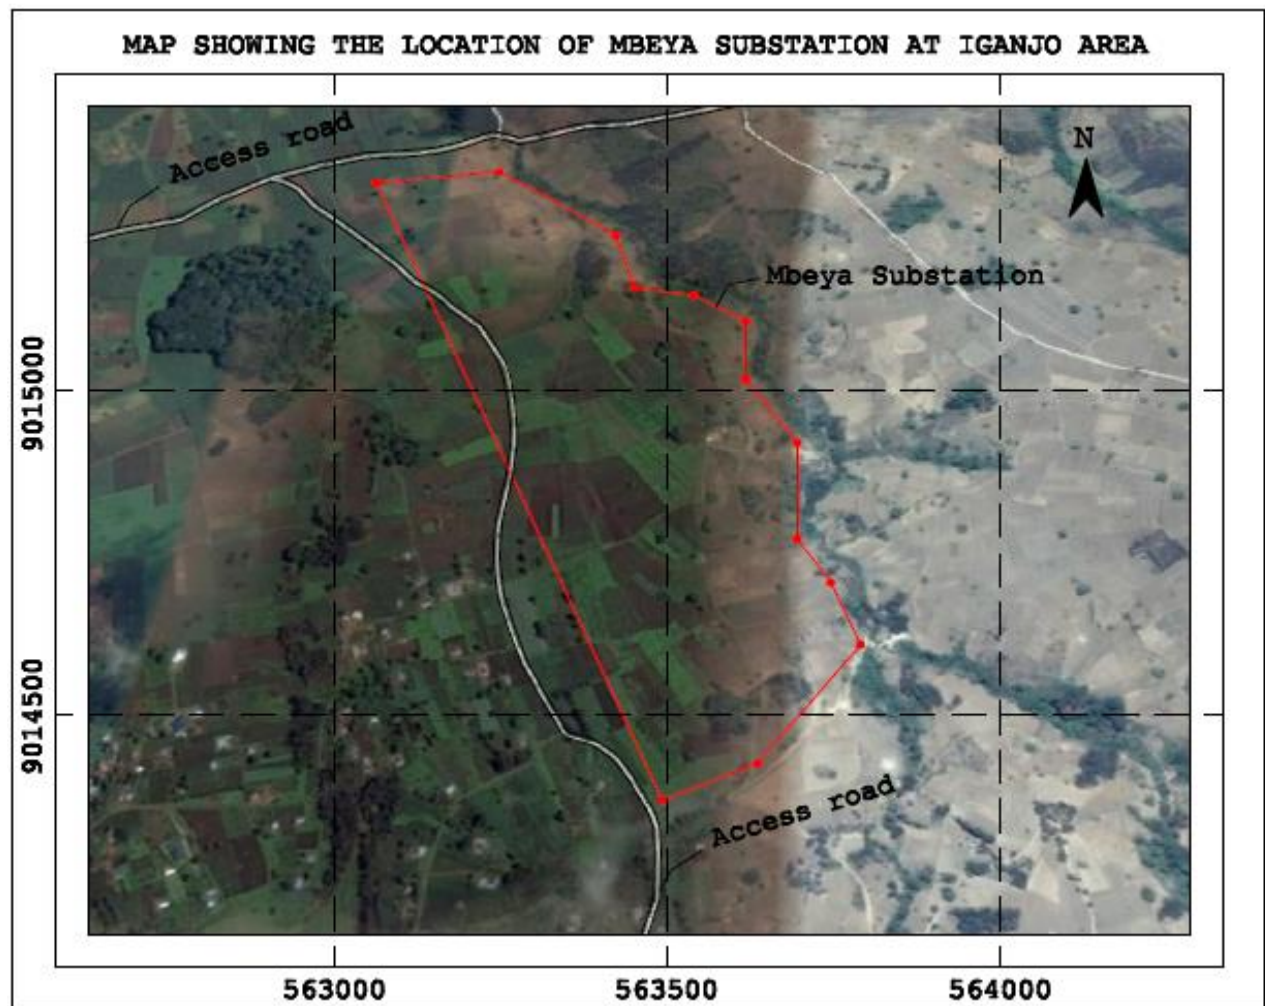 MAP SHOWING THE LOCATION OF MBEYA SUBSTATION AT IGANJO AREA
Access road
N
Mbeya Substation
9015000
9014500
Access road
563000
563500
564000